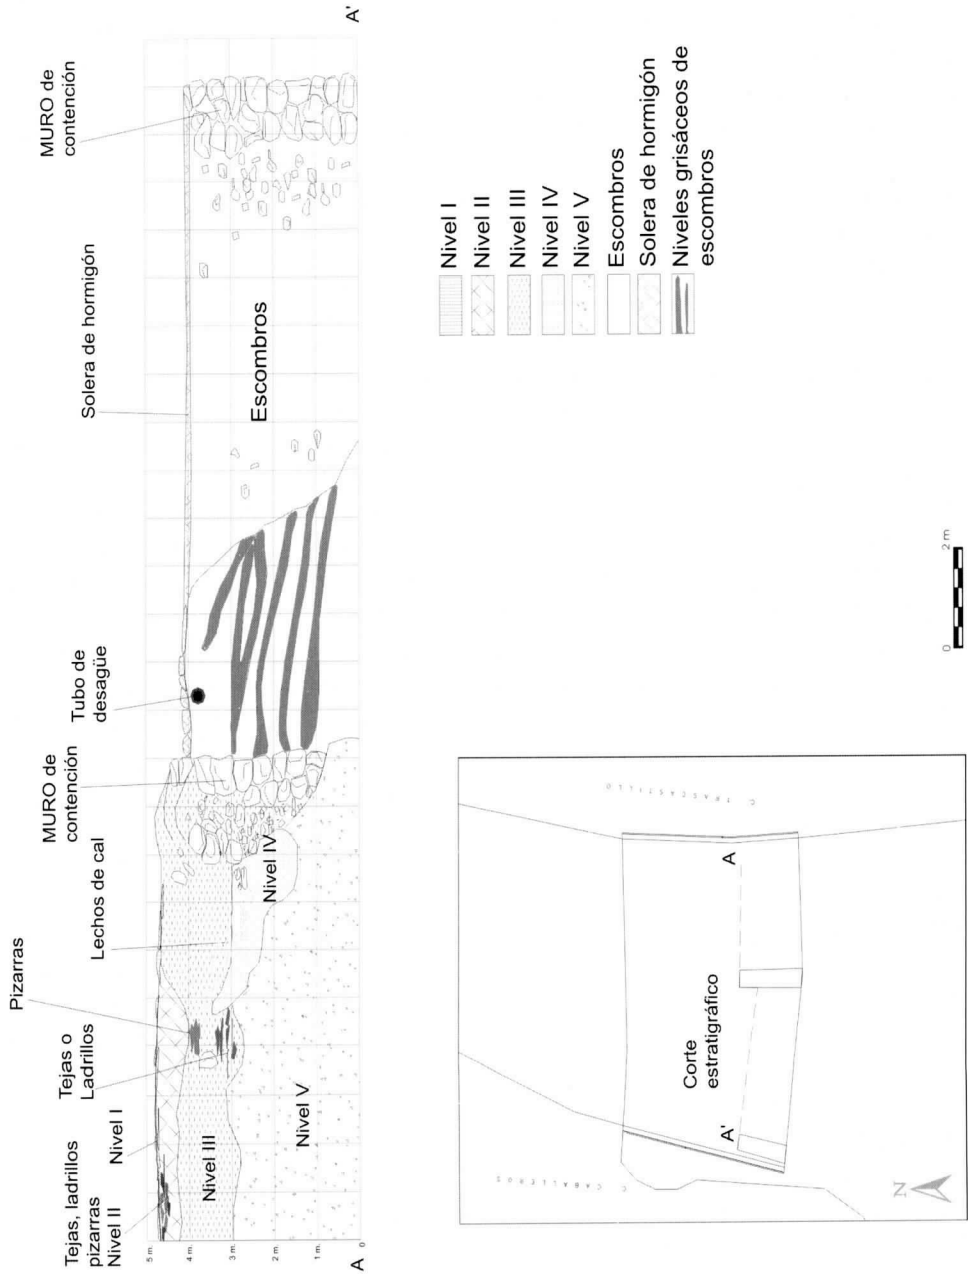 Tejas, ladrillos
pizarras
Nivel II
Nivel I
Tejas o
Ladrillos
Pizarras
Lechos de cal
MURO de
contención
Tubo de
desagüe
Solera de hormigón
MURO de
contención
5 m.
4 m.
3 m.
2 m.
1 m.
0
A
A'
Nivel III
Nivel V
Nivel IV
Escombros
Nivel I
Nivel II
Nivel III
Nivel IV
Nivel V
Escombros
Solera de hormigón
Niveles grisáceos de
escombros
C. CABALLEROS
C. TRASCASTILLO
A'
A
Corte
estratigráfico
N
0
2 m